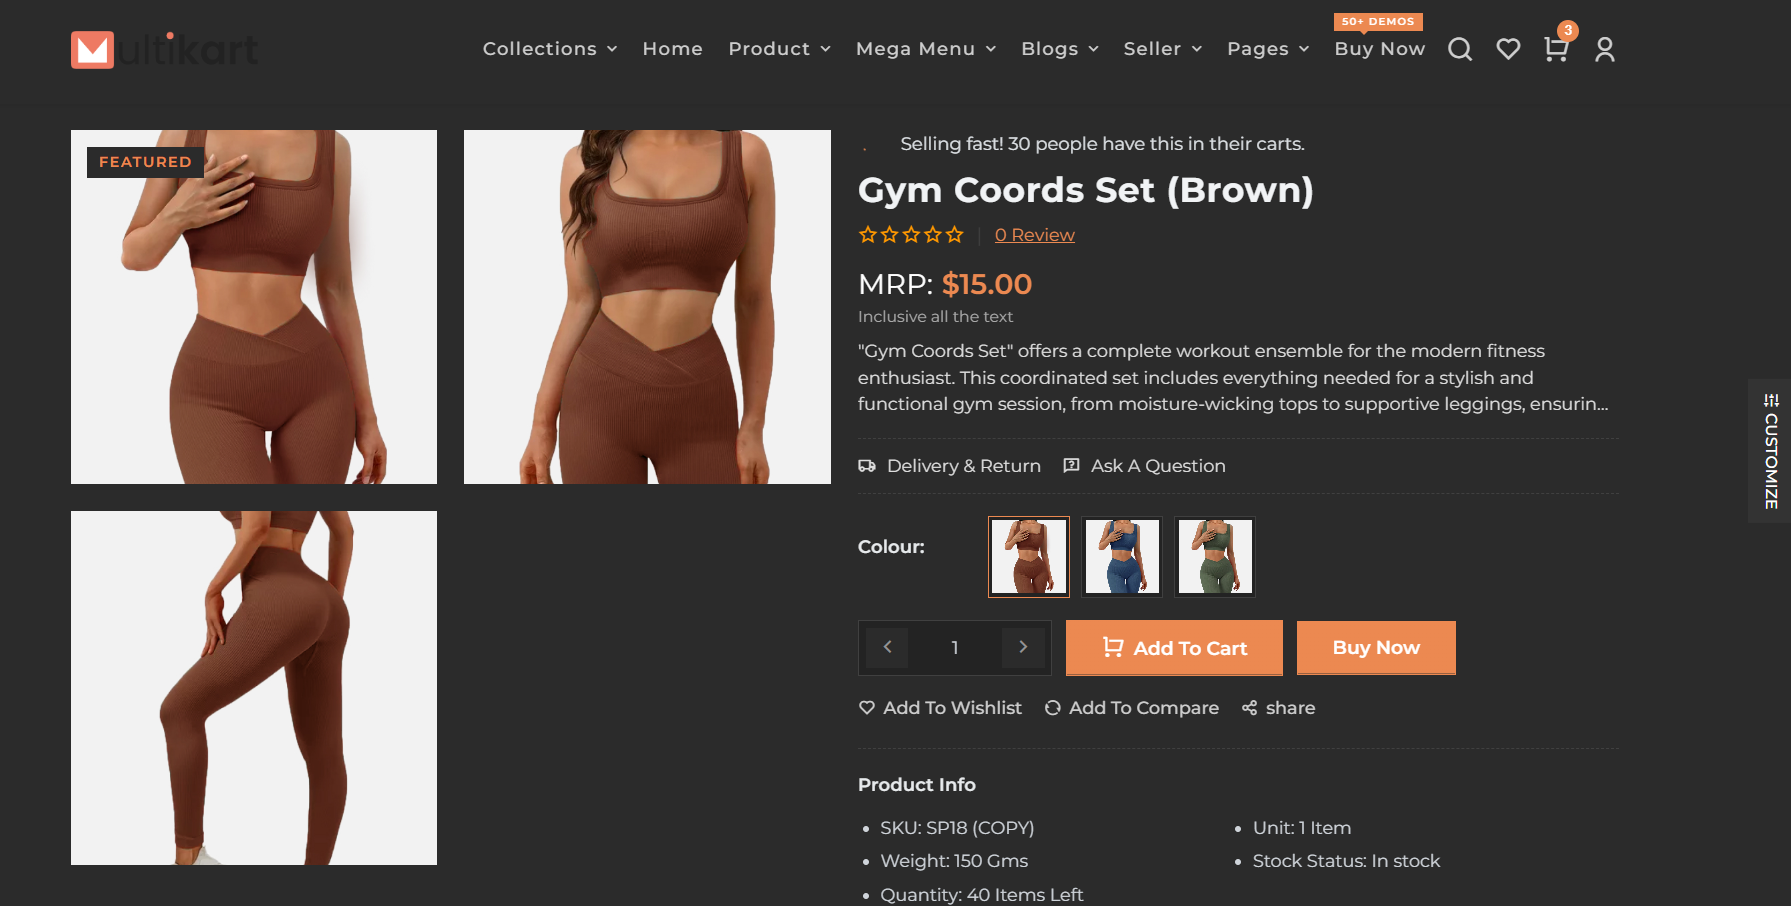 50+ DEMOS
Multikart
Collections Home Product Mega Menu Blogs Seller Pages Buy Now 3
FEATURED
Selling fast! 30 people have this in their carts.
Gym Coords Set (Brown)
0 Review
MRP: $15.00
Inclusive all the text
"Gym Coords Set" offers a complete workout ensemble for the modern fitness
enthusiast. This coordinated set includes everything needed for a stylish and
functional gym session, from moisture-wicking tops to supportive leggings, ensurin...
CUSTOMIZE
Delivery & Return Ask A Question
Colour:
1 Add To Cart Buy Now
Add To Wishlist Add To Compare share
Product Info
SKU: SP18 (COPY) Unit: 1 Item
Weight: 150 Gms Stock Status: In stock
Quantity: 40 Items Left